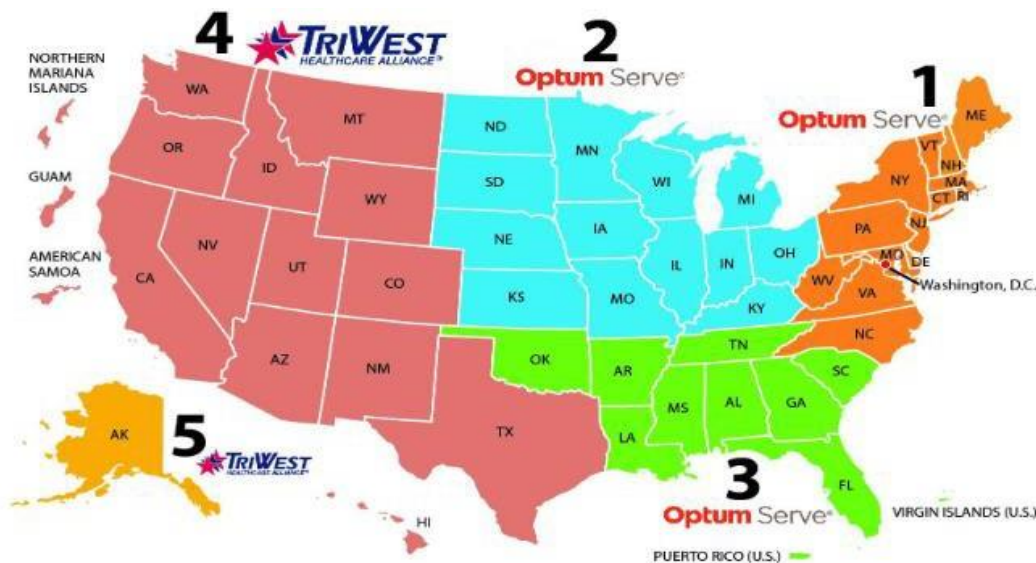 4 TRIWEST
HEALTHCARE ALLIANCE™
2
Optum Serve®
1
Optum Serve®
NORTHERN
MARIANA
ISLANDS
GUAM
AMERICAN
SAMOA
WA
OR
ID
MT
WY
CA
NV
UT
CO
AZ
NM
TX
HI
ND
SD
NE
KS
MN
IA
MO
WI
IL
MI
IN
OH
KY
ME
VT
NH
MA
RI
CT
NY
NJ
PA
MD
DE
Washington, D.C.
WV
VA
NC
OK
AR
LA
TN
MS
AL
GA
SC
FL
AK
5
TRIWEST
HEALTHCARE ALLIANCE
3
Optum Serve®
VIRGIN ISLANDS (U.S.)
PUERTO RICO (U.S.)